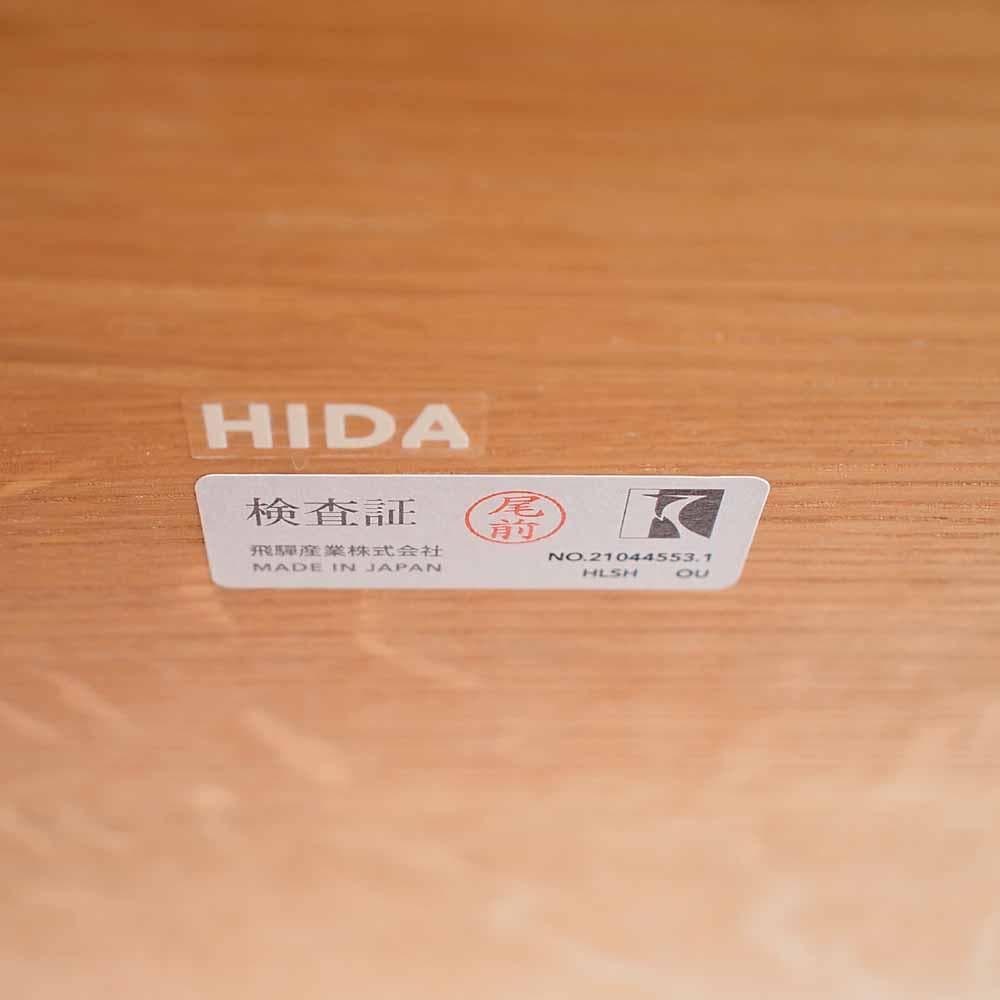 HIDA
検査証
尾前
飛騨産業株式会社
MADE IN JAPAN
NO.21044553.1
HLSH OU